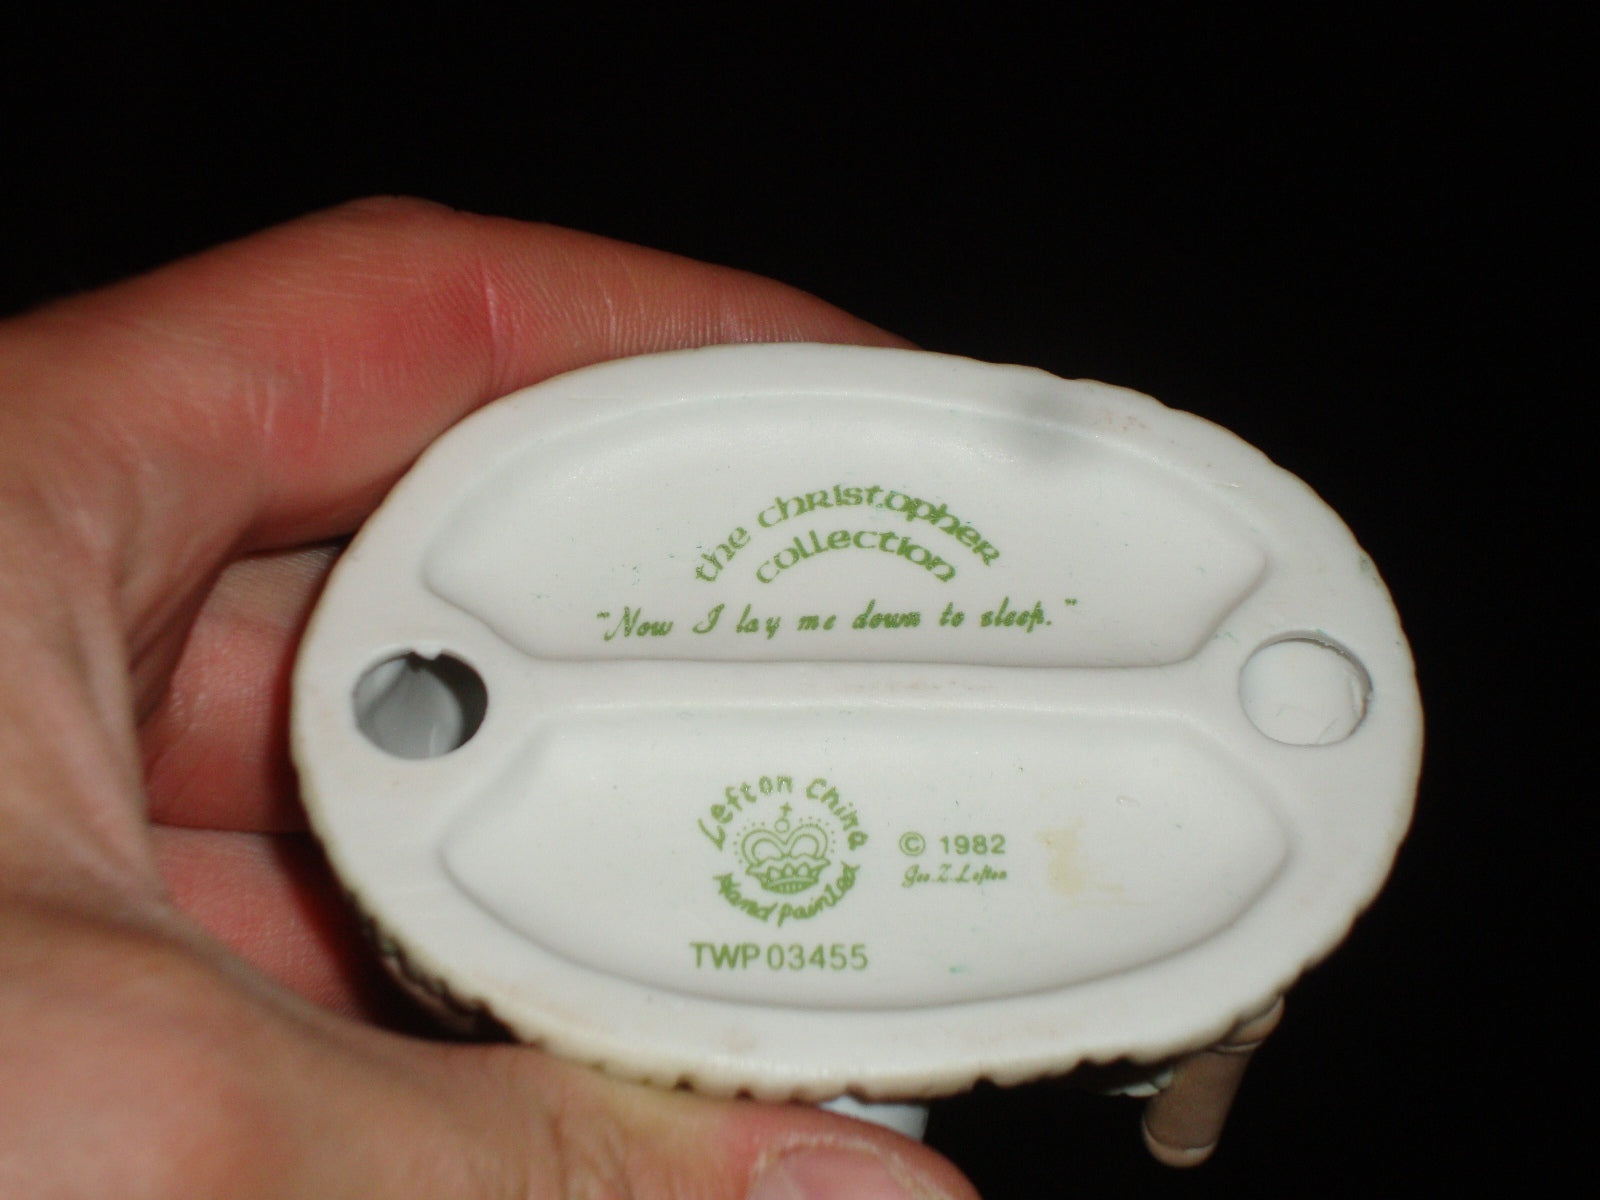 the christopher
collection
"Now I lay me down to sleep."
Lefton China
Hand painted
© 1982
Geo. Z. Lefton
TWP 03455